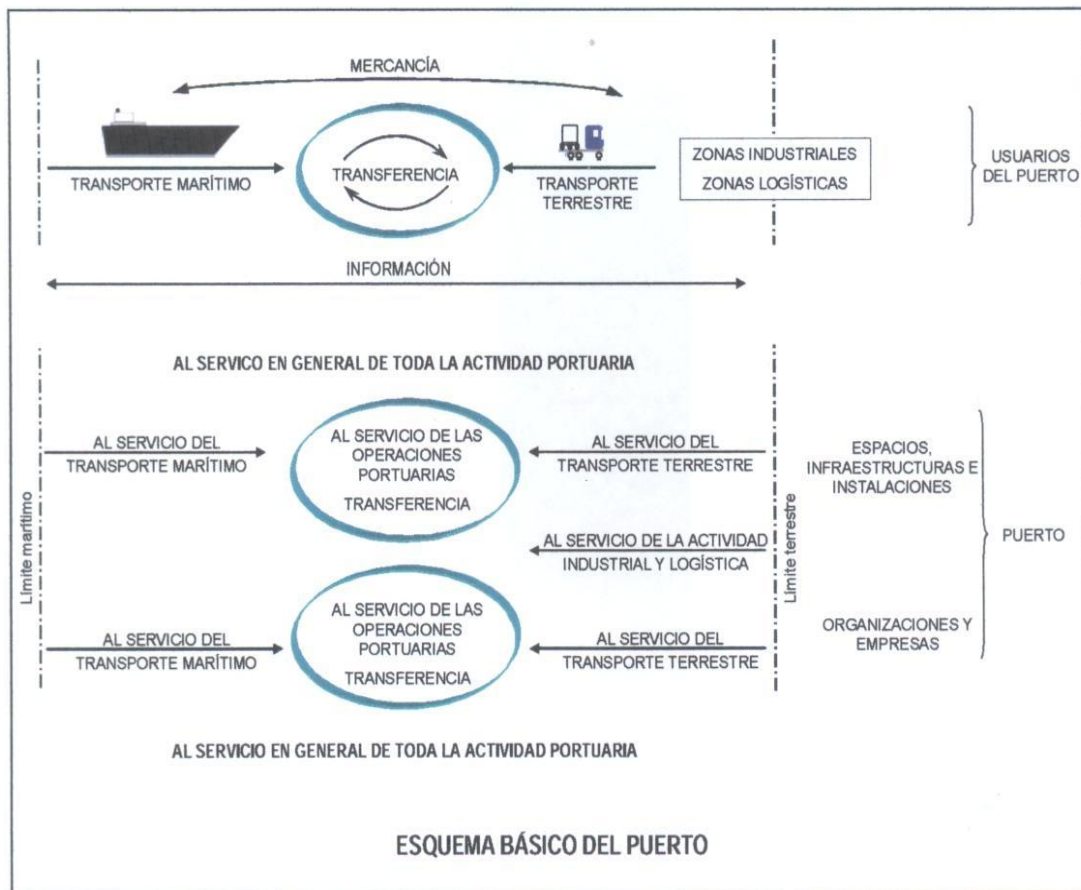 MERCANCÍA
TRANSPORTE MARÍTIMO
TRANSFERENCIA
TRANSPORTE
TERRESTRE
ZONAS INDUSTRIALES
ZONAS LOGÍSTICAS
USUARIOS
DEL PUERTO
INFORMACIÓN
AL SERVICO EN GENERAL DE TODA LA ACTIVIDAD PORTUARIA
Límite marítimo
AL SERVICIO DEL
TRANSPORTE MARÍTIMO
AL SERVICIO DE LAS
OPERACIONES
PORTUARIAS
TRANSFERENCIA
AL SERVICIO DEL
TRANSPORTE TERRESTRE
ESPACIOS,
INFRAESTRUCTURAS E
INSTALACIONES
AL SERVICIO DE LA ACTIVIDAD
INDUSTRIAL Y LOGÍSTICA
Límite terrestre
PUERTO
AL SERVICIO DEL
TRANSPORTE MARÍTIMO
AL SERVICIO DE LAS
OPERACIONES
PORTUARIAS
TRANSFERENCIA
AL SERVICIO DEL
TRANSPORTE TERRESTRE
ORGANIZACIONES Y
EMPRESAS
AL SERVICIO EN GENERAL DE TODA LA ACTIVIDAD PORTUARIA
ESQUEMA BÁSICO DEL PUERTO